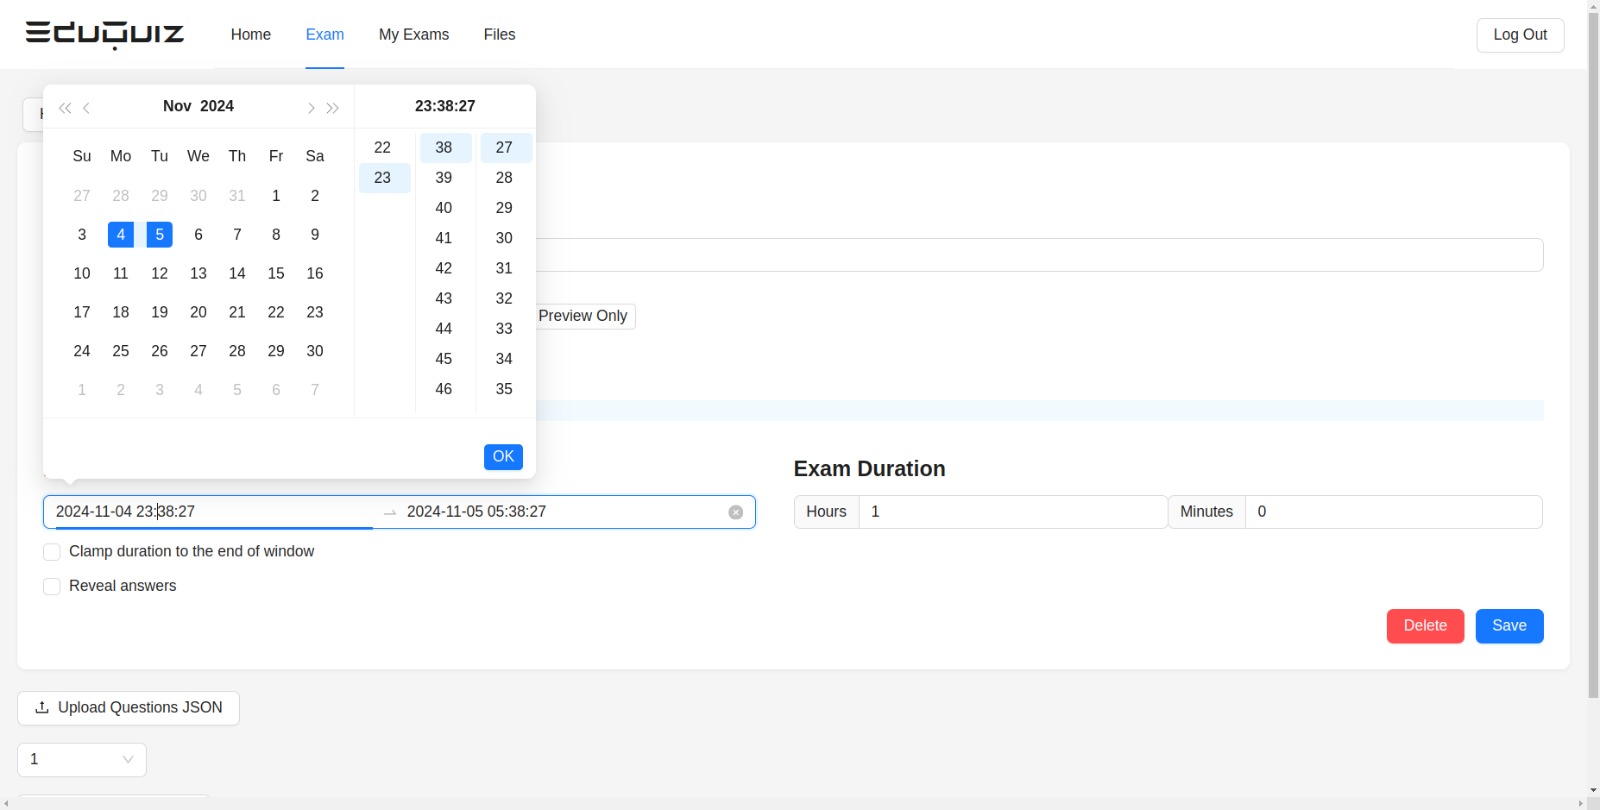 EDUQUIZ Home Exam My Exams Files Log Out
Nov 2024 23:38:27
Su Mo Tu We Th Fr Sa
27 28 29 30 31 1 2
3 4 5 6 7 8 9
10 11 12 13 14 15 16
17 18 19 20 21 22 23
24 25 26 27 28 29 30
1 2 3 4 5 6 7
22 38 27
23 39 28
40 29
41 30
42 31
43 32
44 33
45 34
46 35
OK
Preview Only
2024-11-04 23:38:27 → 2024-11-05 05:38:27
Exam Duration
Hours 1 Minutes 0
Clamp duration to the end of window
Reveal answers
Delete Save
Upload Questions JSON
1